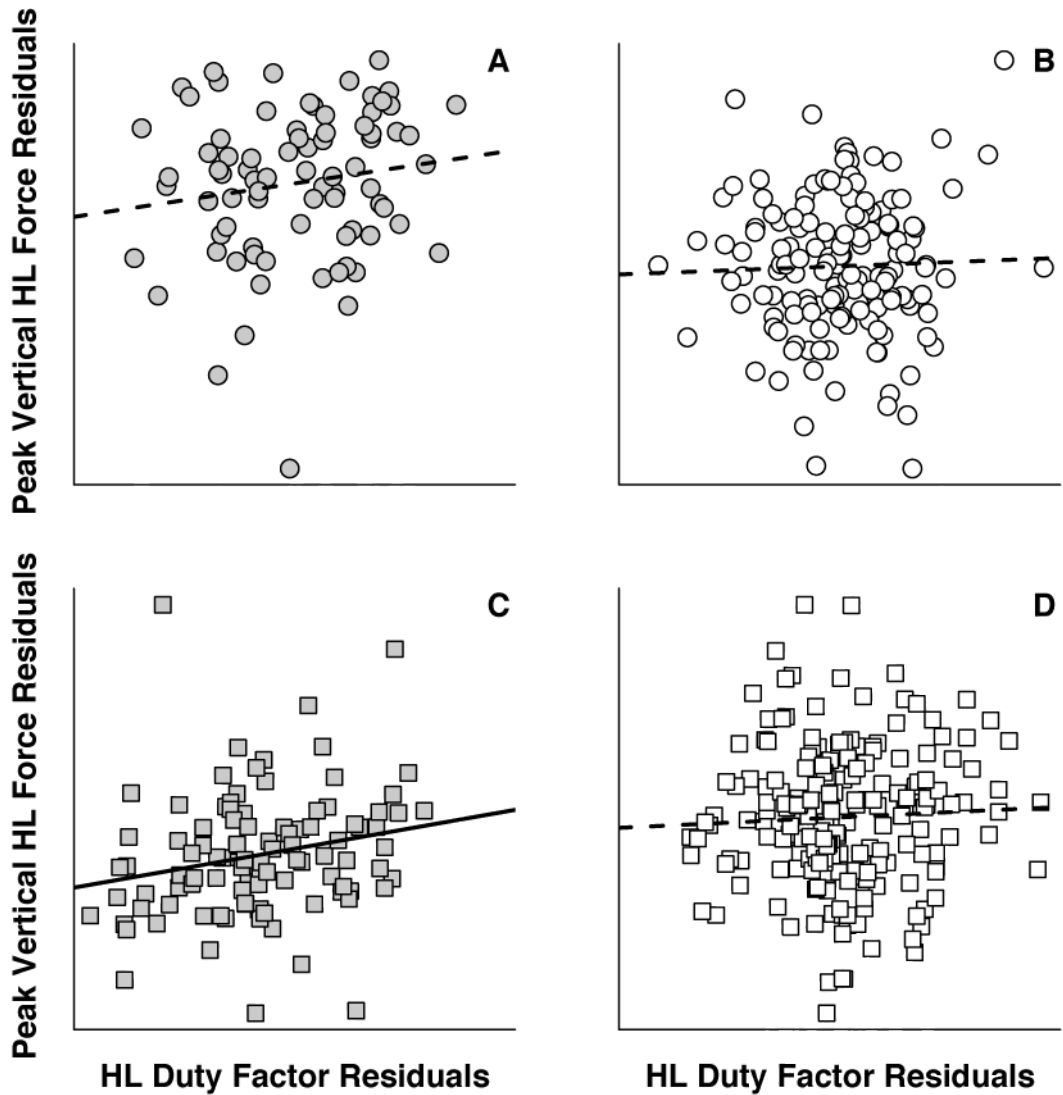 Peak Vertical HL Force Residuals
A
B
Peak Vertical HL Force Residuals
C
D
HL Duty Factor Residuals
HL Duty Factor Residuals